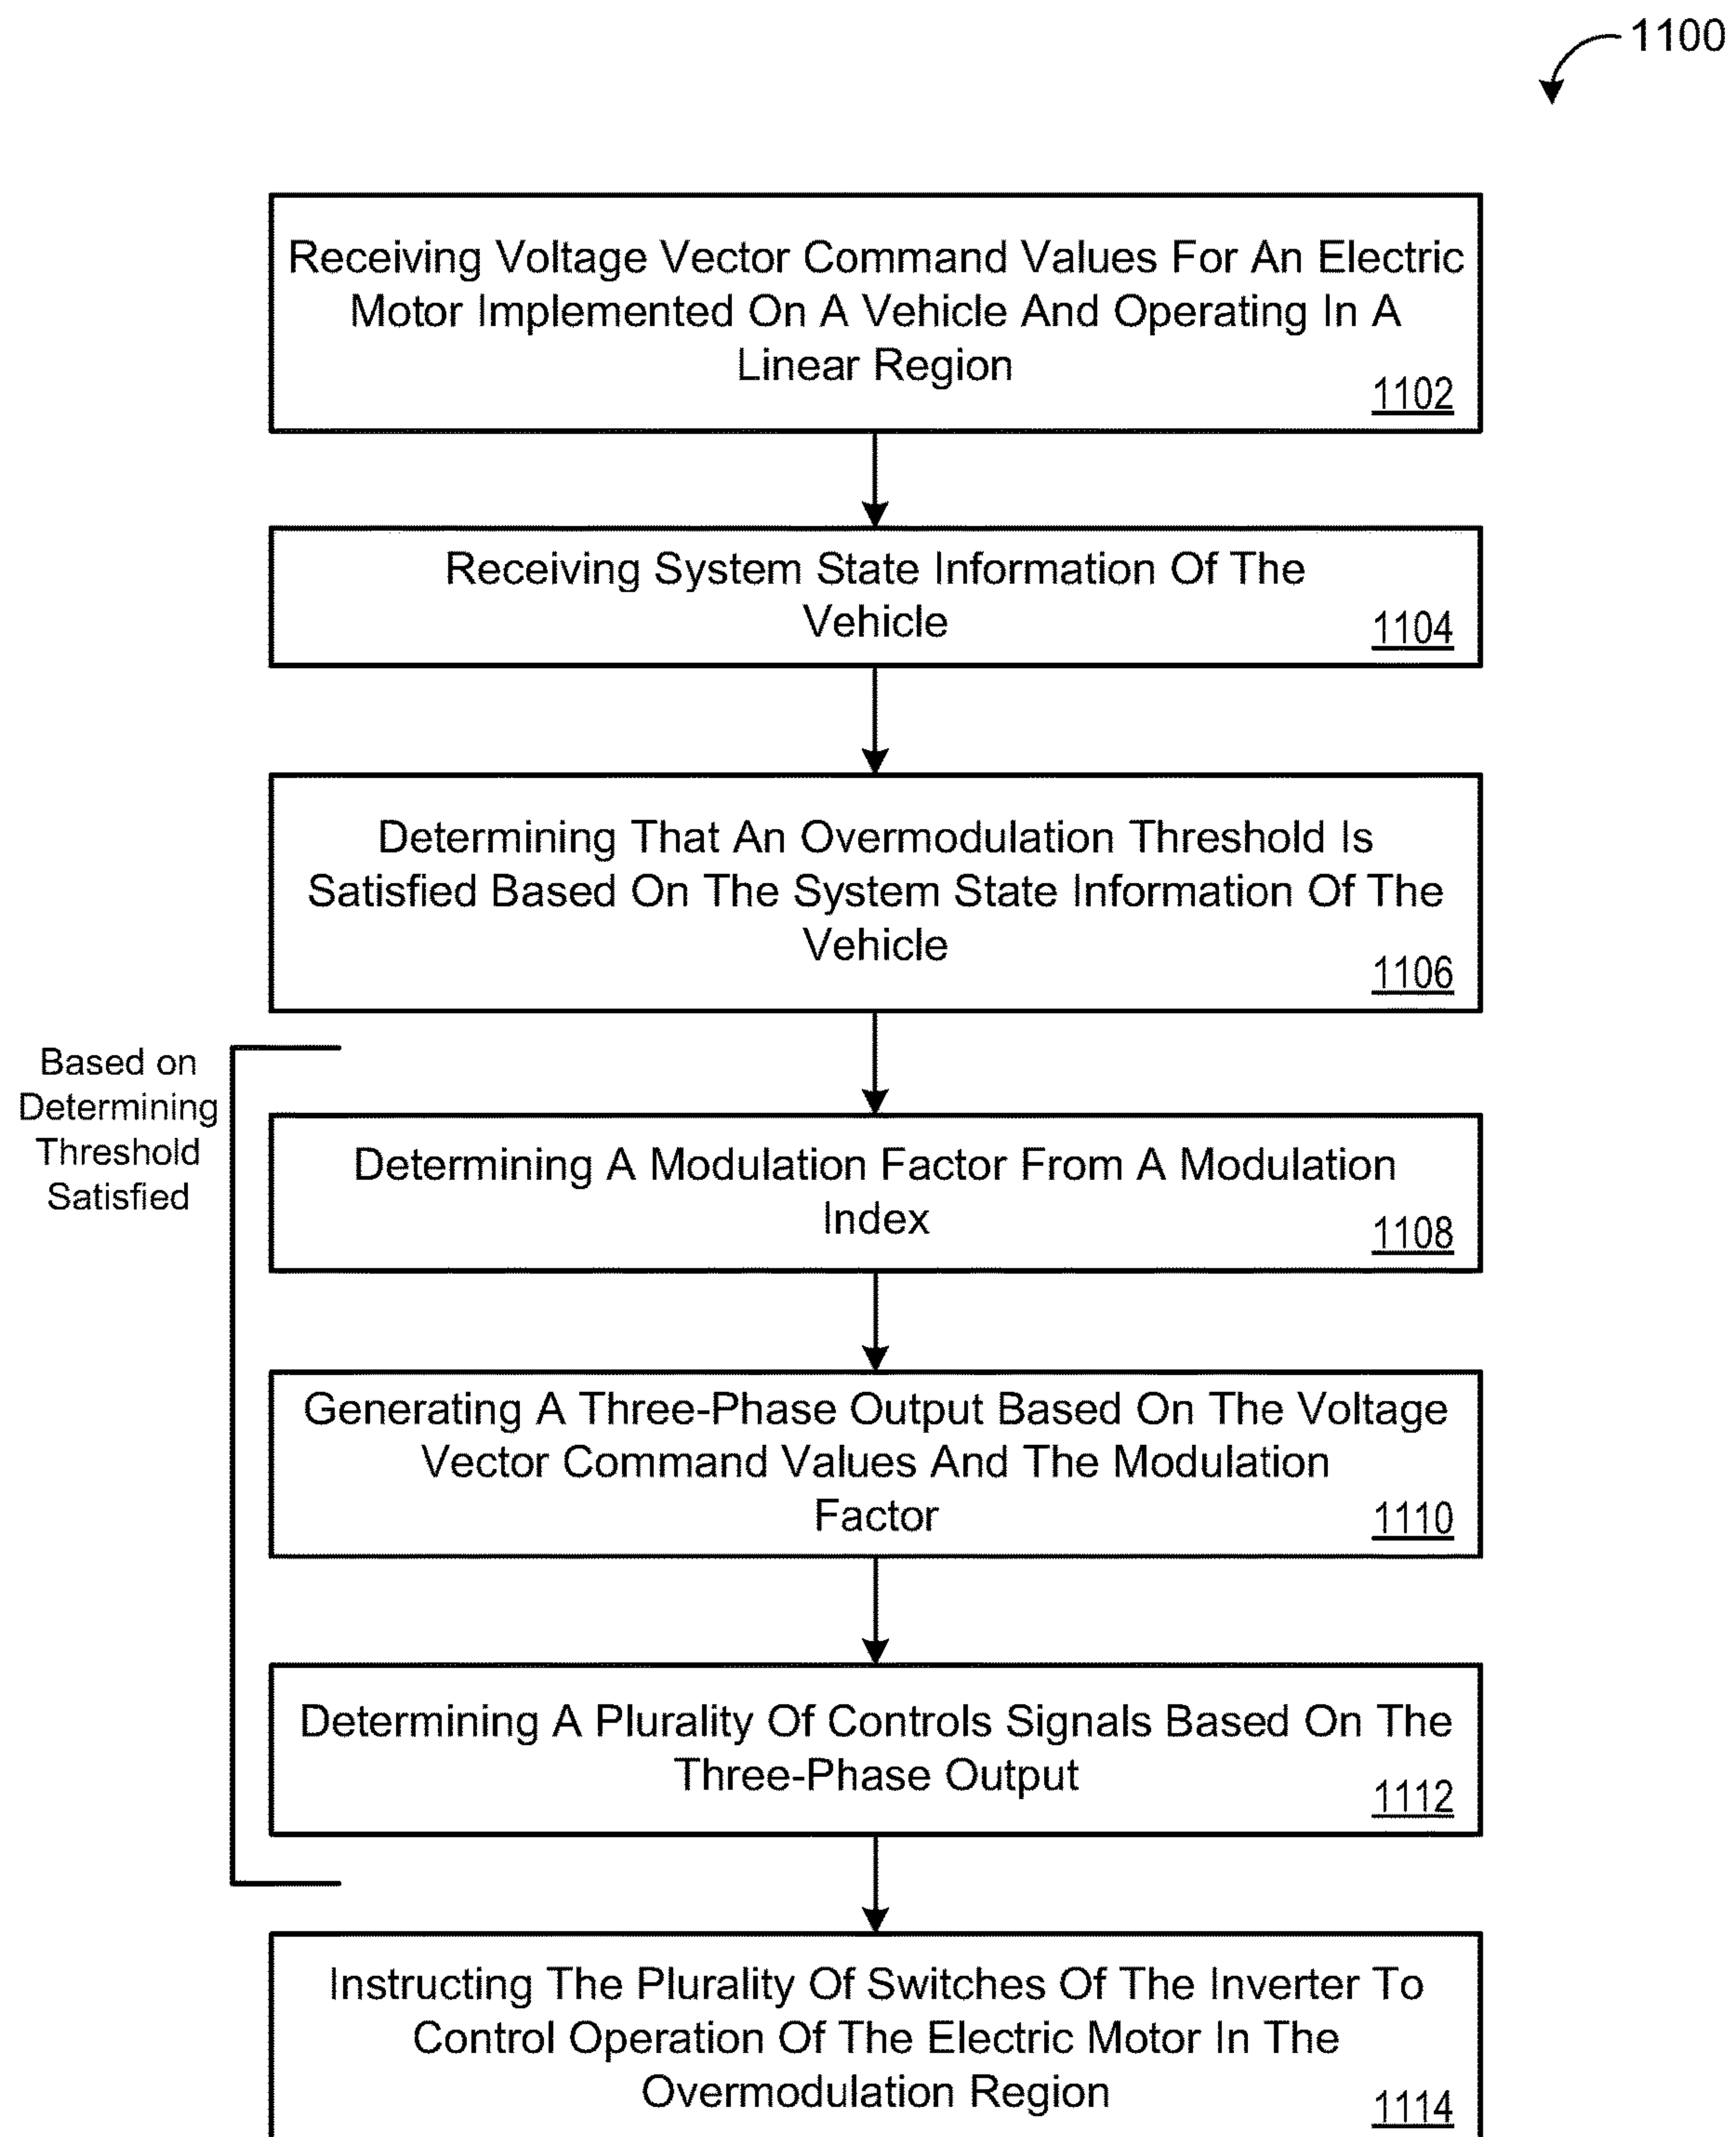 1100
Receiving Voltage Vector Command Values For An Electric
Motor Implemented On A Vehicle And Operating In A
Linear Region
1102
Receiving System State Information Of The
Vehicle
1104
Determining That An Overmodulation Threshold Is
Satisfied Based On The System State Information Of The
Vehicle
1106
Based on
Determining
Threshold
Satisfied
Determining A Modulation Factor From A Modulation
Index
1108
Generating A Three-Phase Output Based On The Voltage
Vector Command Values And The Modulation
Factor
1110
Determining A Plurality Of Controls Signals Based On The
Three-Phase Output
1112
Instructing The Plurality Of Switches Of The Inverter To
Control Operation Of The Electric Motor In The
Overmodulation Region
1114